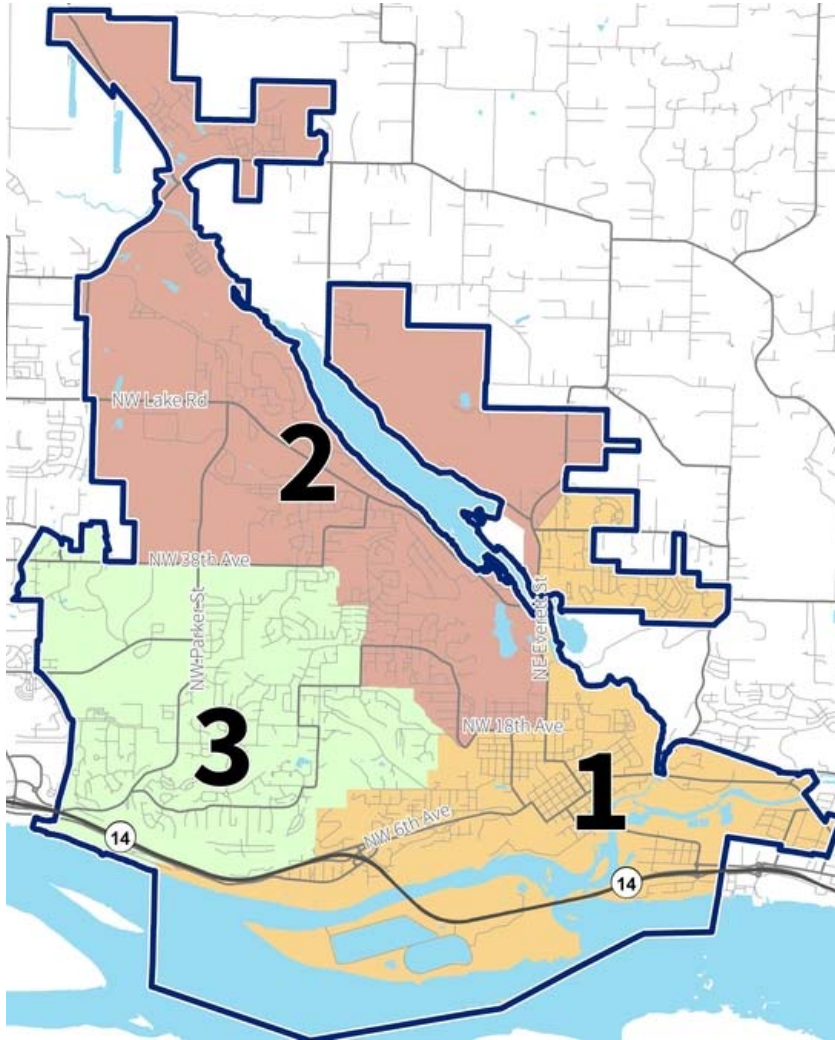 NW Lake Rd
2
NW 38th Ave
NW Parker St
NE Everett St
3
NW 18th Ave
1
NW 6th Ave
14
14